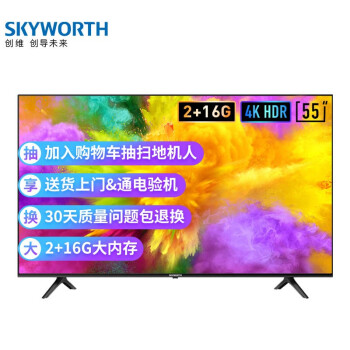 SKYWORTH
创维 创导未来
2+16G 4K HDR 55"
抽 加入购物车抽扫地机人
享 送货上门&通电验机
换 30天质量问题包退换
大 2+16G大内存
SKYWORTH